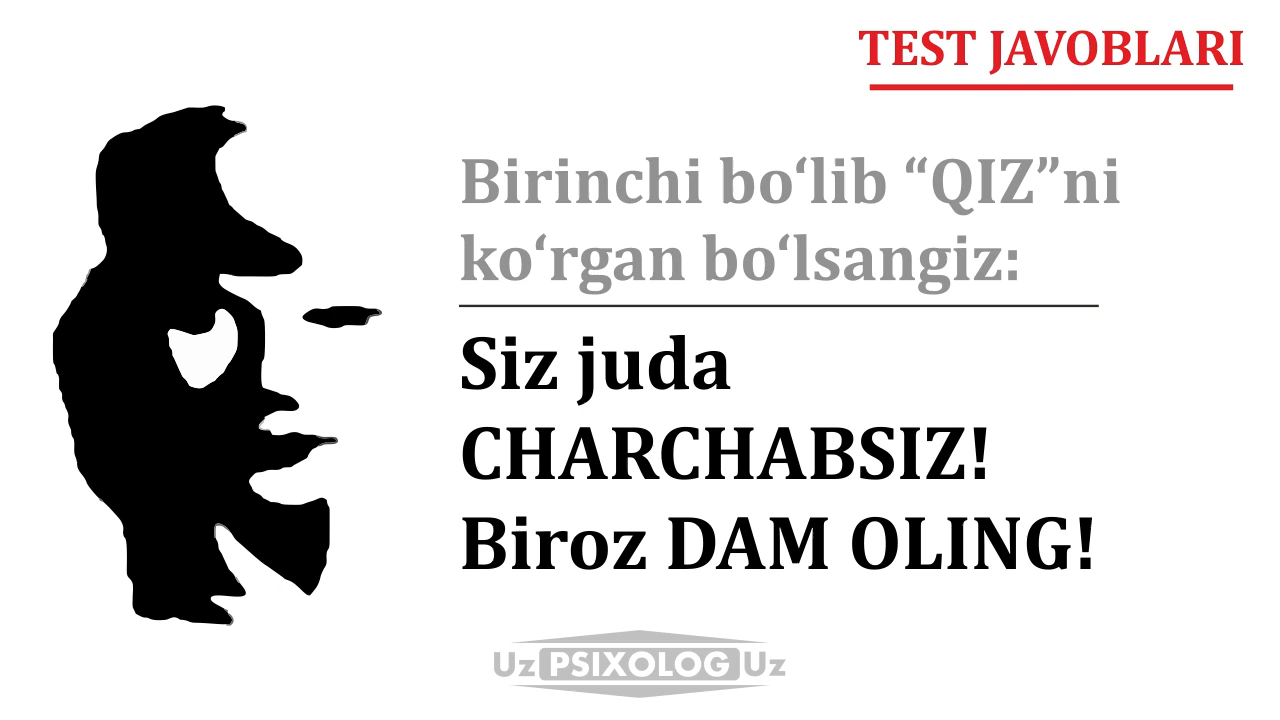 TEST JAVOBLARI
Birinchi bo‘lib “QIZ”ni
ko‘rgan bo‘lsangiz:
Siz juda
CHARCHABSIZ!
Biroz DAM OLING!
Uz PSIXOLOG Uz